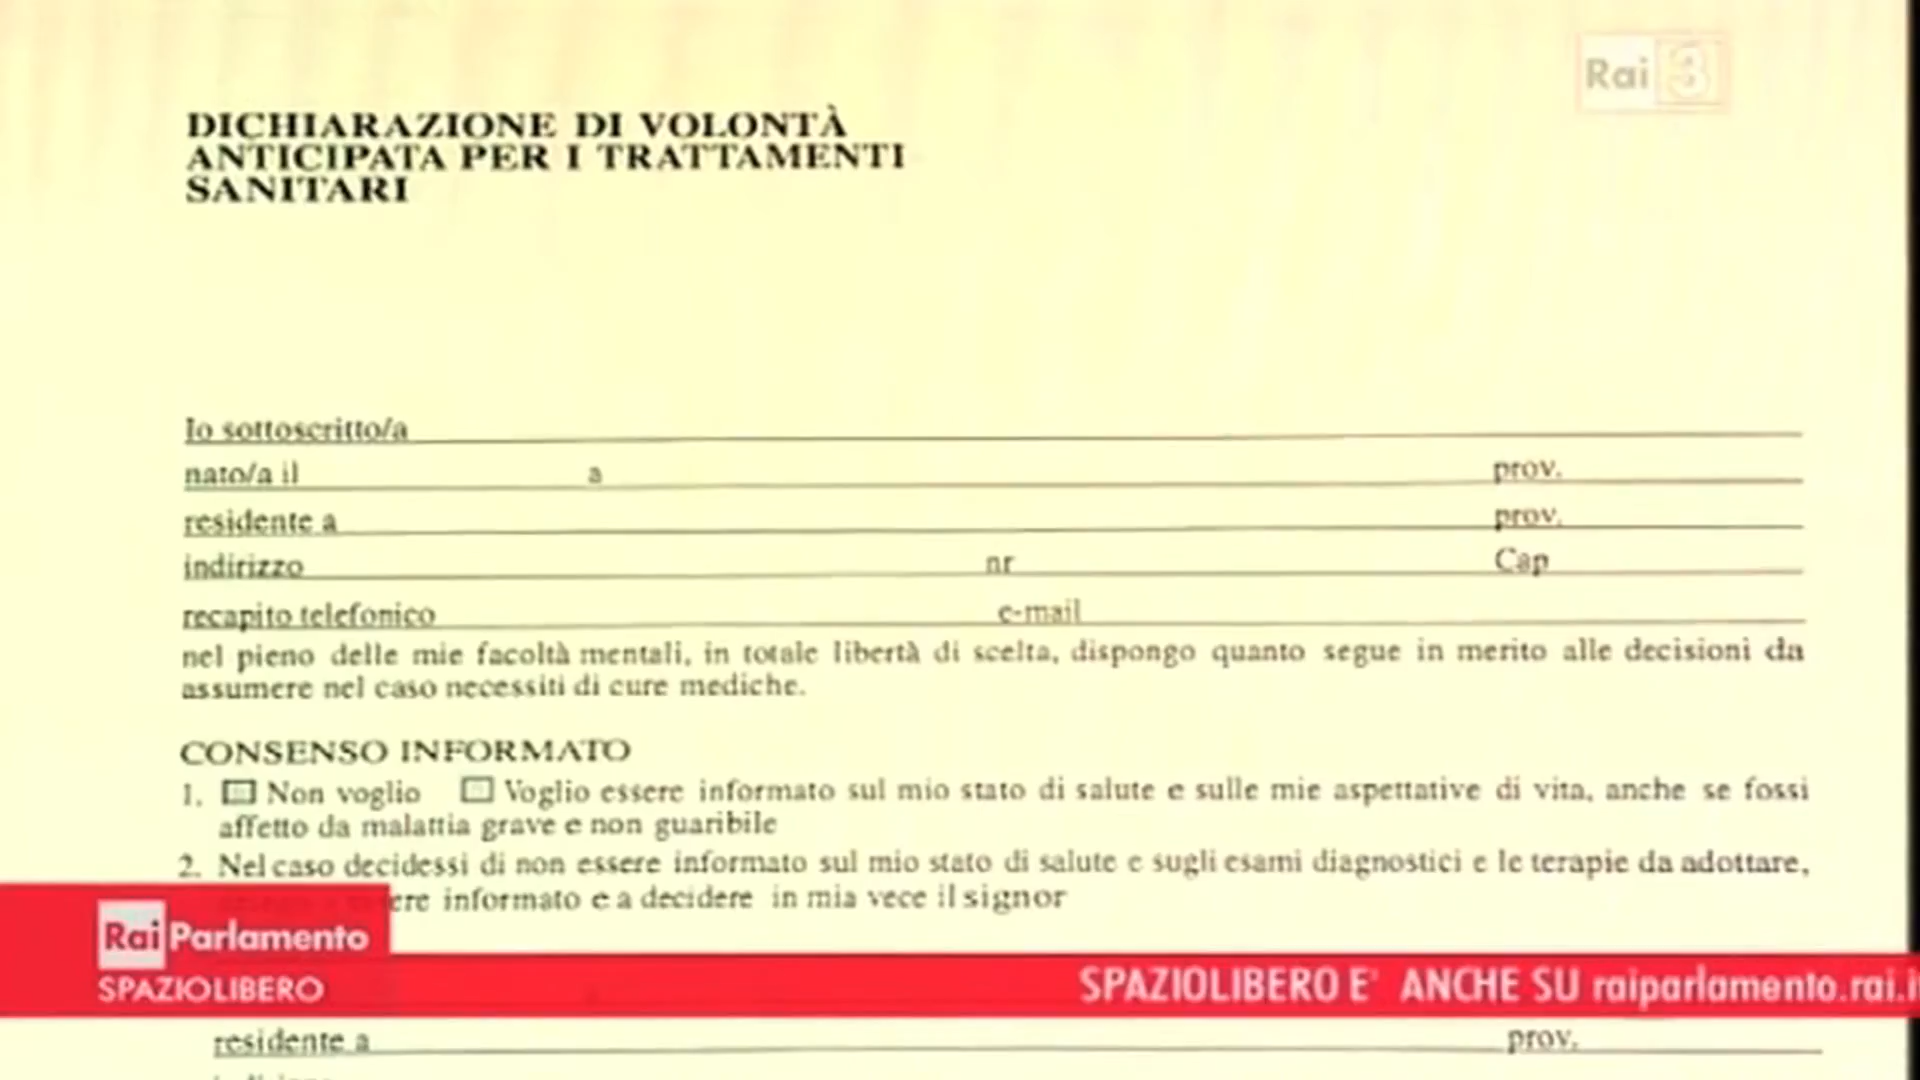 Rai 3
DICHIARAZIONE DI VOLONTÀ
ANTICIPATA PER I TRATTAMENTI
SANITARI
Io sottoscritto/a
nato/a il a prov.
residente a prov.
indirizzo nr Cap
recapito telefonico e-mail
nel pieno delle mie facoltà mentali, in totale libertà di scelta, dispongo quanto segue in merito alle decisioni da
assumere nel caso necessiti di cure mediche.
CONSENSO INFORMATO
1. Non voglio Voglio essere informato sul mio stato di salute e sulle mie aspettative di vita, anche se fossi
affetto da malattia grave e non guaribile
2. Nel caso decidessi di non essere informato sul mio stato di salute e sugli esami diagnostici e le terapie da adottare,
informato e a decidere in mia vece il signor
Rai Parlamento
SPAZIOLIBERO
SPAZIOLIBERO E' ANCHE SU raiparlamento.rai.i
residente a prov.